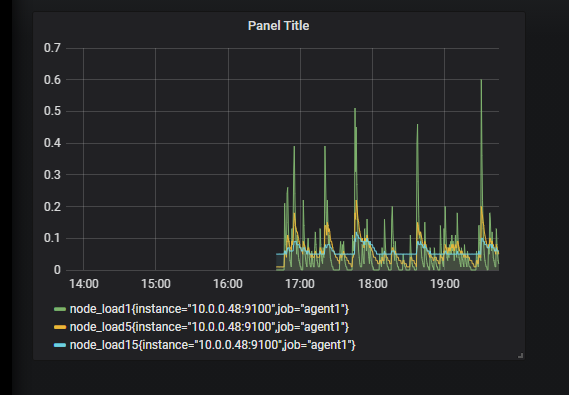 Panel Title
0.7
0.6
0.5
0.4
0.3
0.2
0.1
0
14:00 15:00 16:00 17:00 18:00 19:00
node_load1{instance="10.0.0.48:9100",job="agent1"}
node_load5{instance="10.0.0.48:9100",job="agent1"}
node_load15{instance="10.0.0.48:9100",job="agent1"}